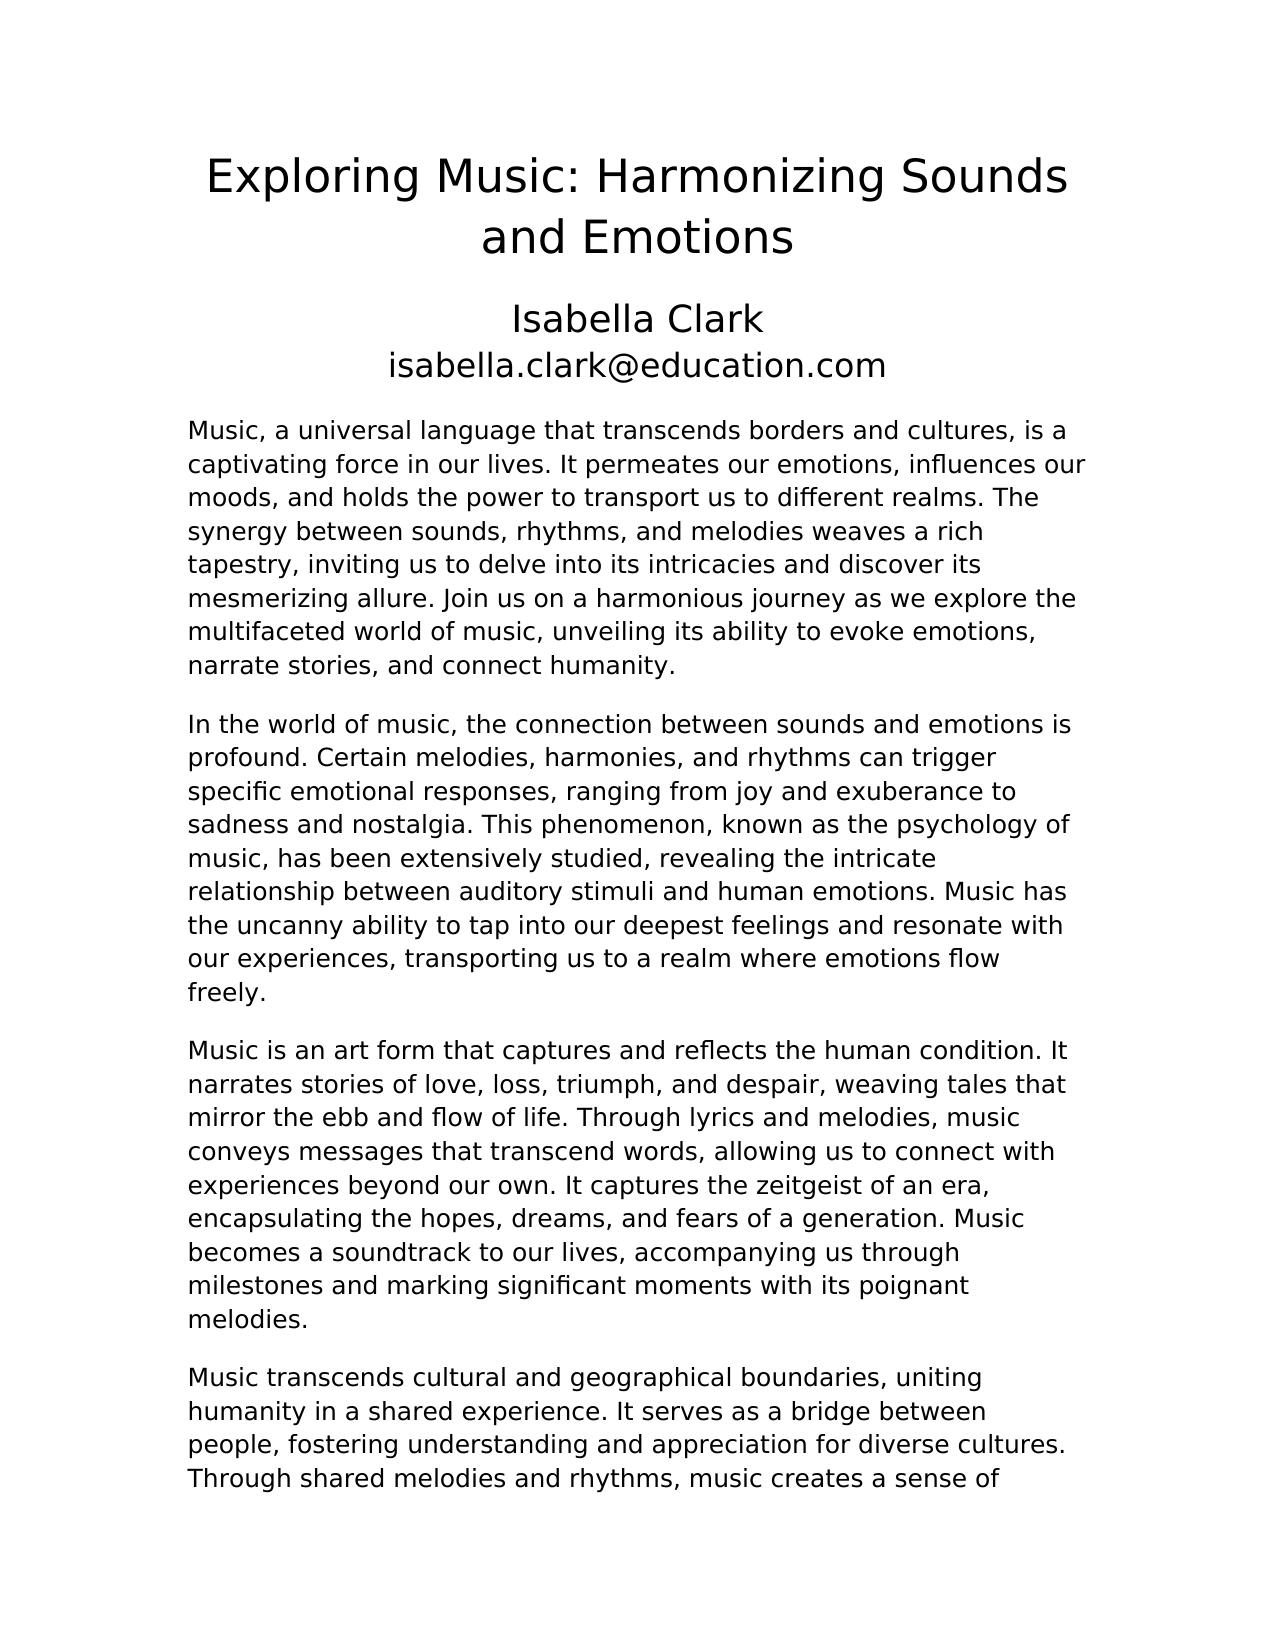 Exploring Music: Harmonizing Sounds
and Emotions
Isabella Clark
isabella.clark@education.com
Music, a universal language that transcends borders and cultures, is a
captivating force in our lives. It permeates our emotions, influences our
moods, and holds the power to transport us to different realms. The
synergy between sounds, rhythms, and melodies weaves a rich
tapestry, inviting us to delve into its intricacies and discover its
mesmerizing allure. Join us on a harmonious journey as we explore the
multifaceted world of music, unveiling its ability to evoke emotions,
narrate stories, and connect humanity.
In the world of music, the connection between sounds and emotions is
profound. Certain melodies, harmonies, and rhythms can trigger
specific emotional responses, ranging from joy and exuberance to
sadness and nostalgia. This phenomenon, known as the psychology of
music, has been extensively studied, revealing the intricate
relationship between auditory stimuli and human emotions. Music has
the uncanny ability to tap into our deepest feelings and resonate with
our experiences, transporting us to a realm where emotions flow
freely.
Music is an art form that captures and reflects the human condition. It
narrates stories of love, loss, triumph, and despair, weaving tales that
mirror the ebb and flow of life. Through lyrics and melodies, music
conveys messages that transcend words, allowing us to connect with
experiences beyond our own. It captures the zeitgeist of an era,
encapsulating the hopes, dreams, and fears of a generation. Music
becomes a soundtrack to our lives, accompanying us through
milestones and marking significant moments with its poignant
melodies.
Music transcends cultural and geographical boundaries, uniting
humanity in a shared experience. It serves as a bridge between
people, fostering understanding and appreciation for diverse cultures.
Through shared melodies and rhythms, music creates a sense of